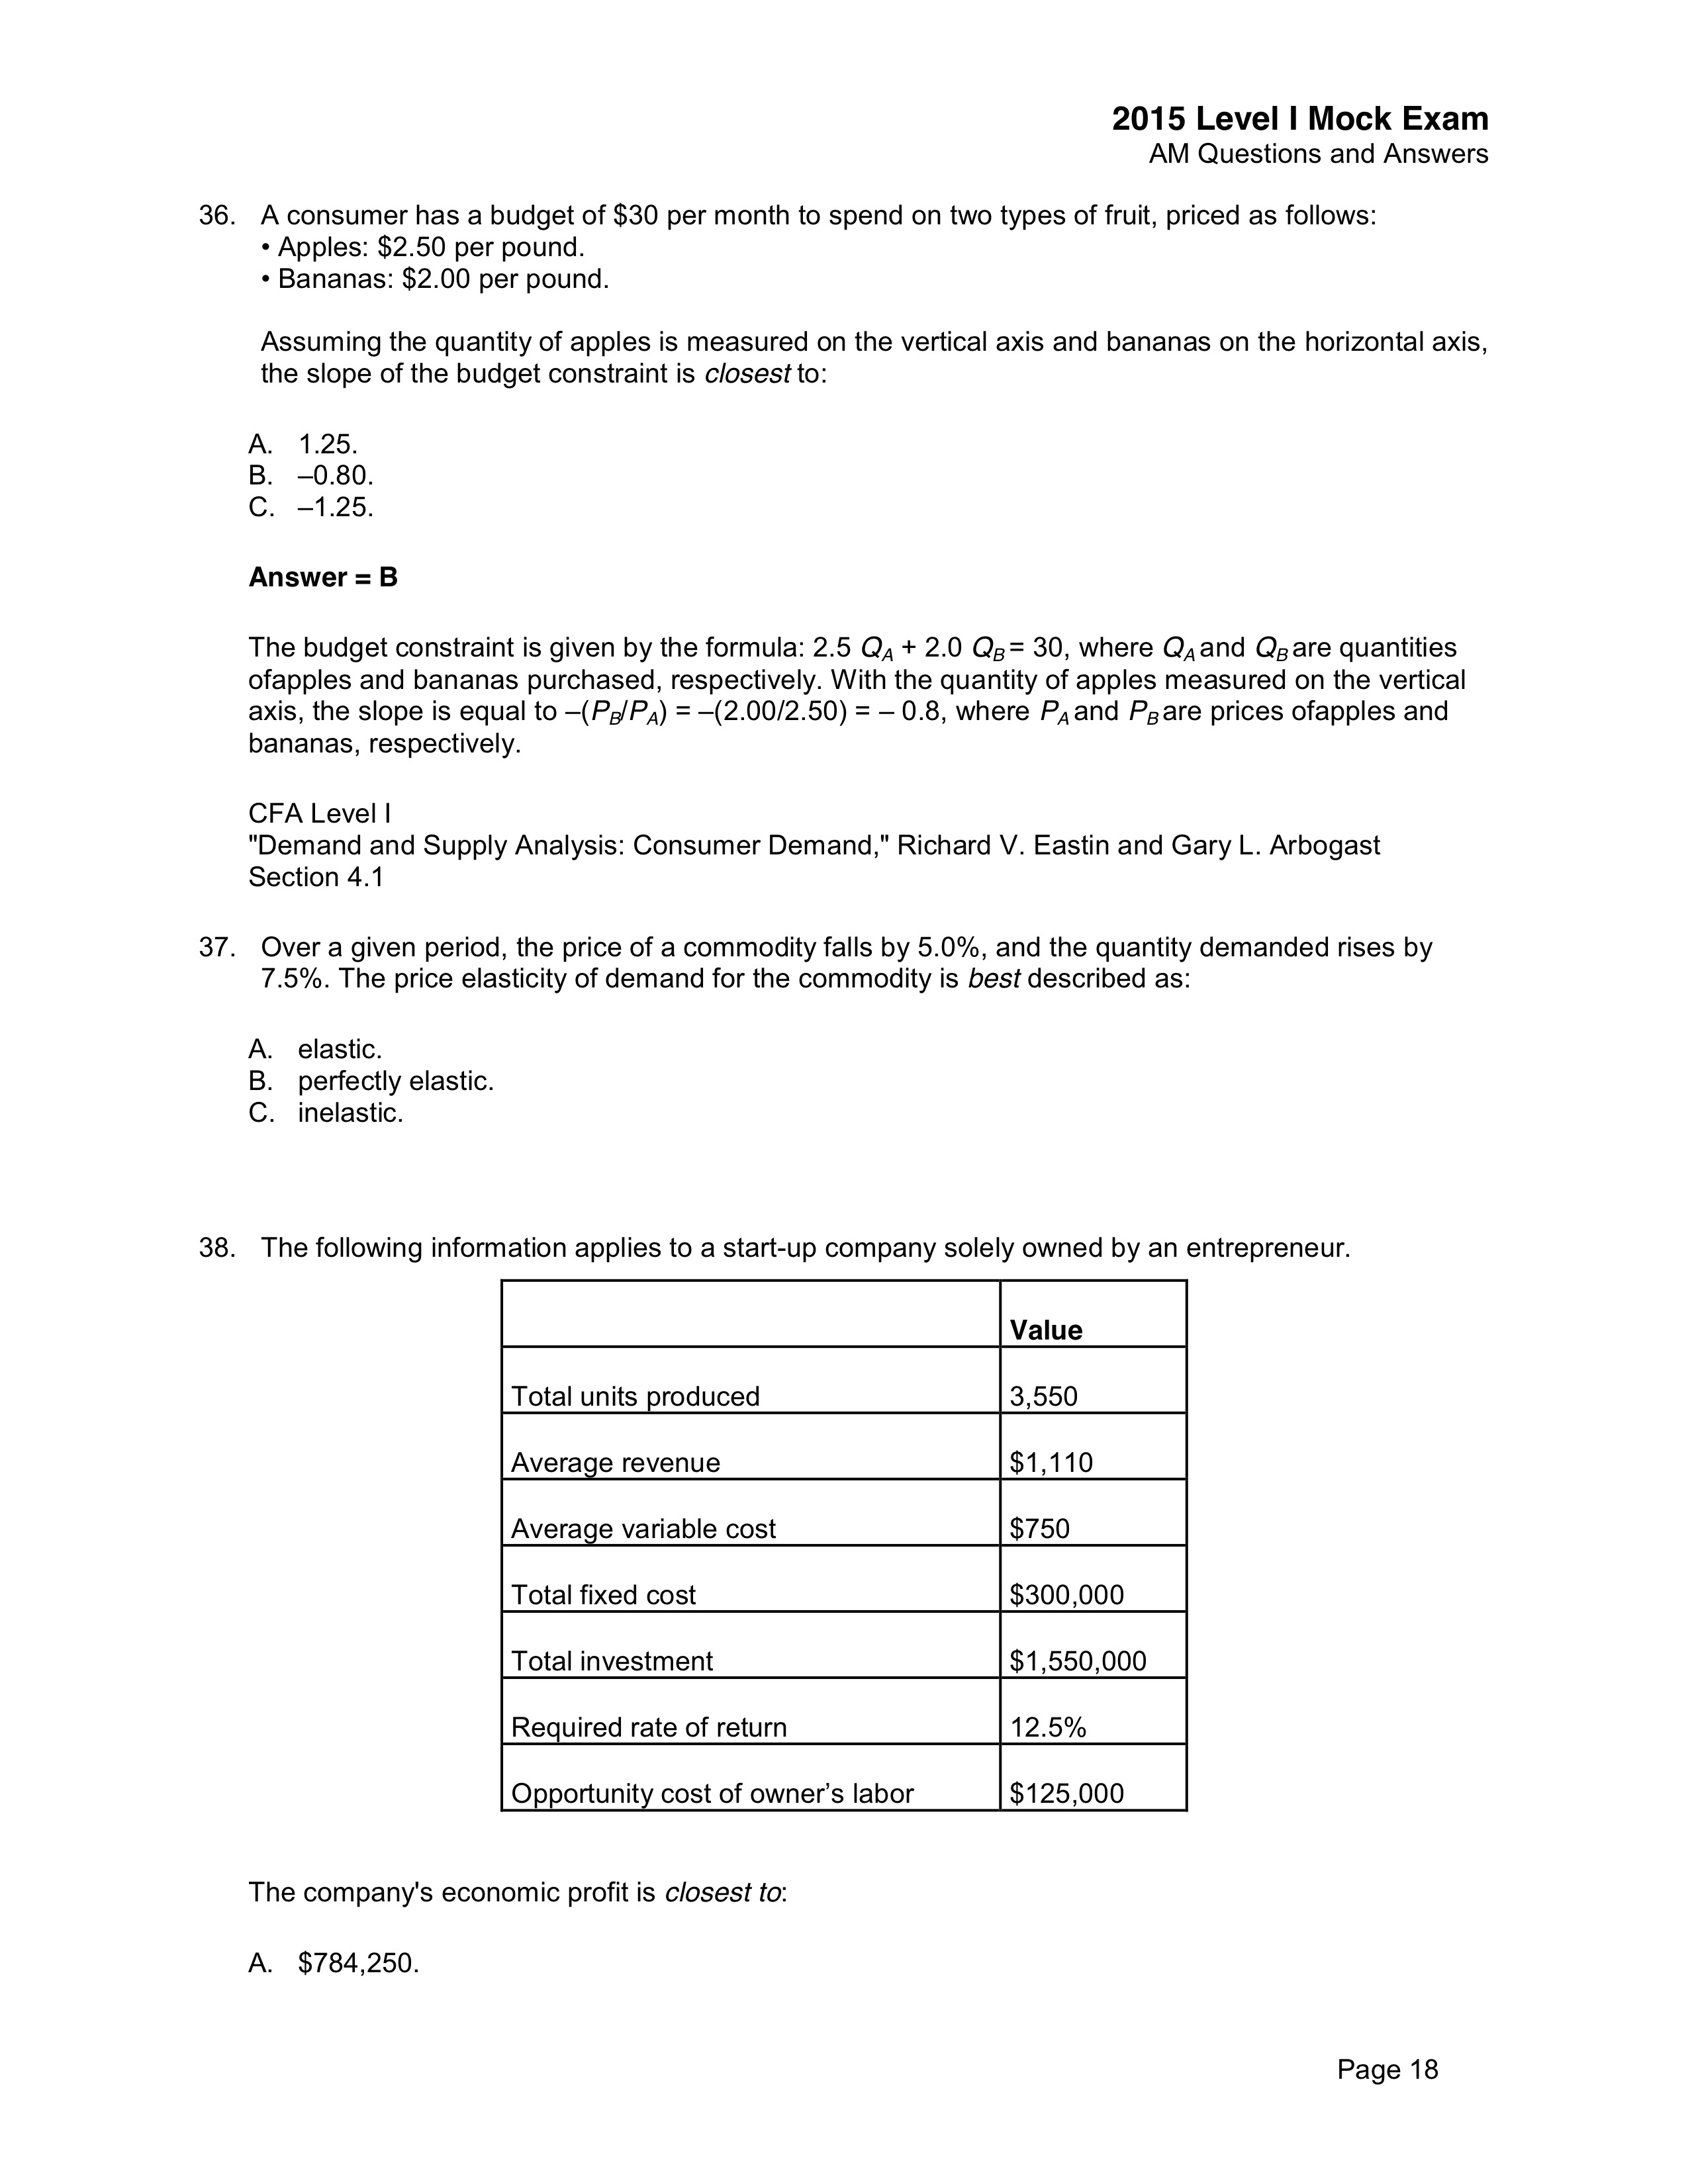 2015 Level I Mock Exam
AM Questions and Answers
36. A consumer has a budget of $30 per month to spend on two types of fruit, priced as follows:
• Apples: $2.50 per pound.
• Bananas: $2.00 per pound.
Assuming the quantity of apples is measured on the vertical axis and bananas on the horizontal axis,
the slope of the budget constraint is closest to:
A. 1.25.
B. –0.80.
C. –1.25.
Answer = B
The budget constraint is given by the formula: 2.5 QA + 2.0 QB = 30, where QA and QB are quantities
ofapples and bananas purchased, respectively. With the quantity of apples measured on the vertical
axis, the slope is equal to –(PB/PA) = –(2.00/2.50) = – 0.8, where PA and PB are prices ofapples and
bananas, respectively.
CFA Level I
"Demand and Supply Analysis: Consumer Demand," Richard V. Eastin and Gary L. Arbogast
Section 4.1
37. Over a given period, the price of a commodity falls by 5.0%, and the quantity demanded rises by
7.5%. The price elasticity of demand for the commodity is best described as:
A. elastic.
B. perfectly elastic.
C. inelastic.
38. The following information applies to a start-up company solely owned by an entrepreneur.
Value
Total units produced 3,550
Average revenue $1,110
Average variable cost $750
Total fixed cost $300,000
Total investment $1,550,000
Required rate of return 12.5%
Opportunity cost of owner’s labor $125,000
The company's economic profit is closest to:
A. $784,250.
Page 18